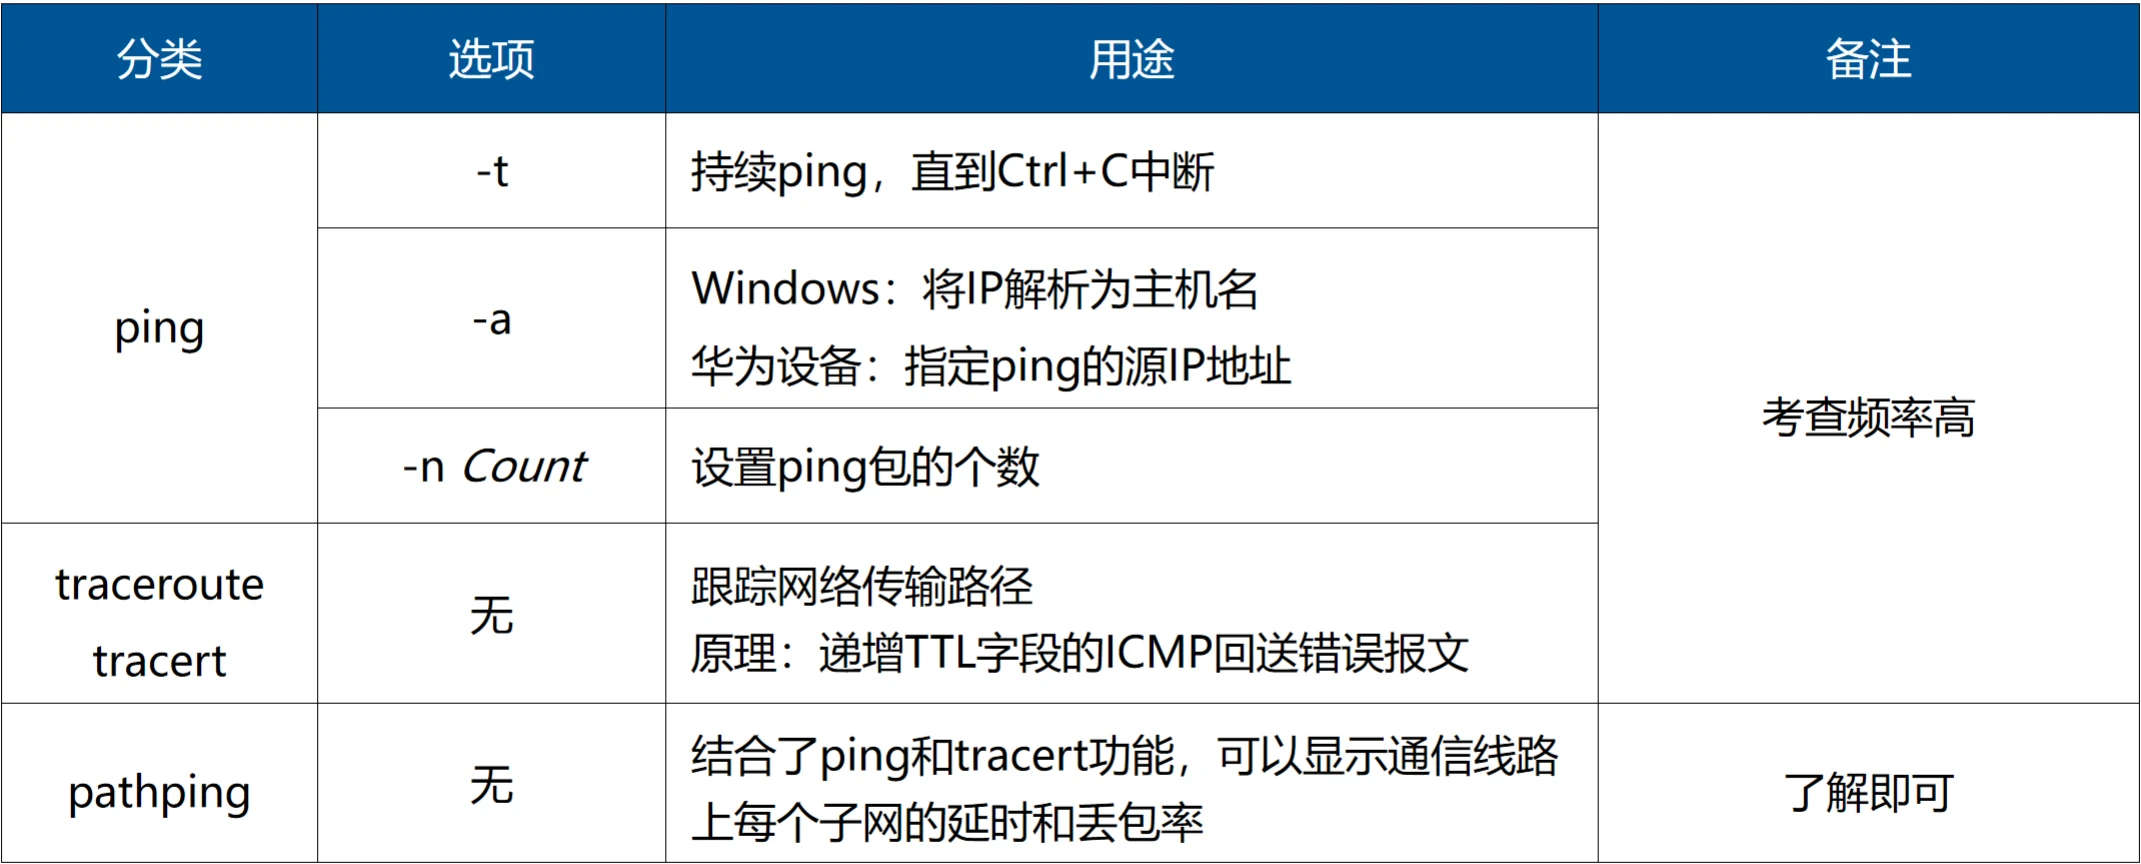 分类 选项 用途 备注
ping
-t
持续ping，直到Ctrl+C中断
-a
Windows：将IP解析为主机名
华为设备：指定ping的源IP地址
-n Count
设置ping包的个数
考查频率高
traceroute
tracert
无
跟踪网络传输路径
原理：递增TTL字段的ICMP回送错误报文
pathping
无
结合了ping和tracert功能，可以显示通信线路
上每个子网的延时和丢包率
了解即可